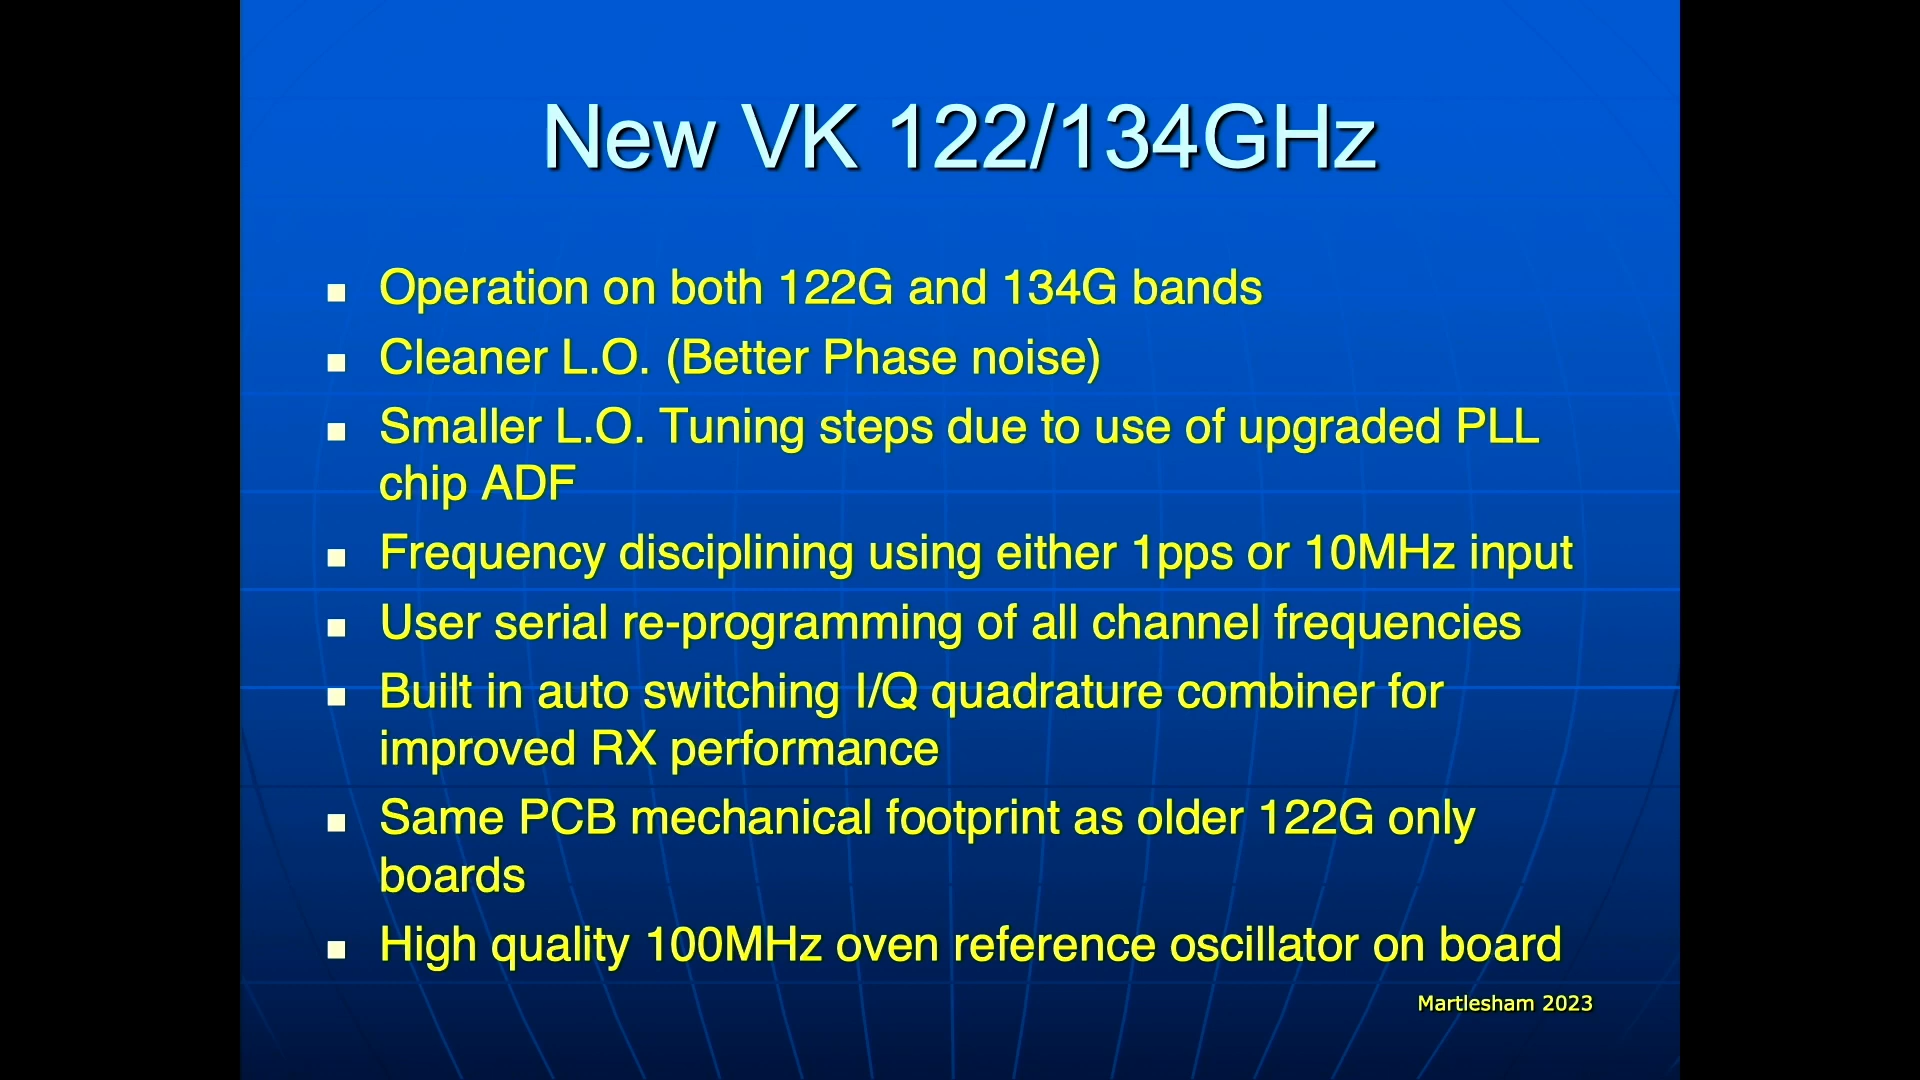 New VK 122/134GHz
Operation on both 122G and 134G bands
Cleaner L.O. (Better Phase noise)
Smaller L.O. Tuning steps due to use of upgraded PLL
chip ADF
Frequency disciplining using either 1pps or 10MHz input
User serial re-programming of all channel frequencies
Built in auto switching I/Q quadrature combiner for
improved RX performance
Same PCB mechanical footprint as older 122G only
boards
High quality 100MHz oven reference oscillator on board
Martlesham 2023